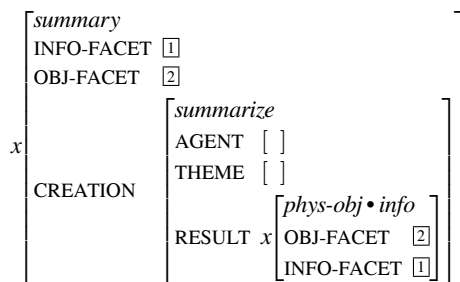 summary
INFO-FACET 1
OBJ-FACET 2
summarize
AGENT [ ]
x
THEME [ ]
CREATION
phys-obj • info
RESULT x OBJ-FACET 2
INFO-FACET 1